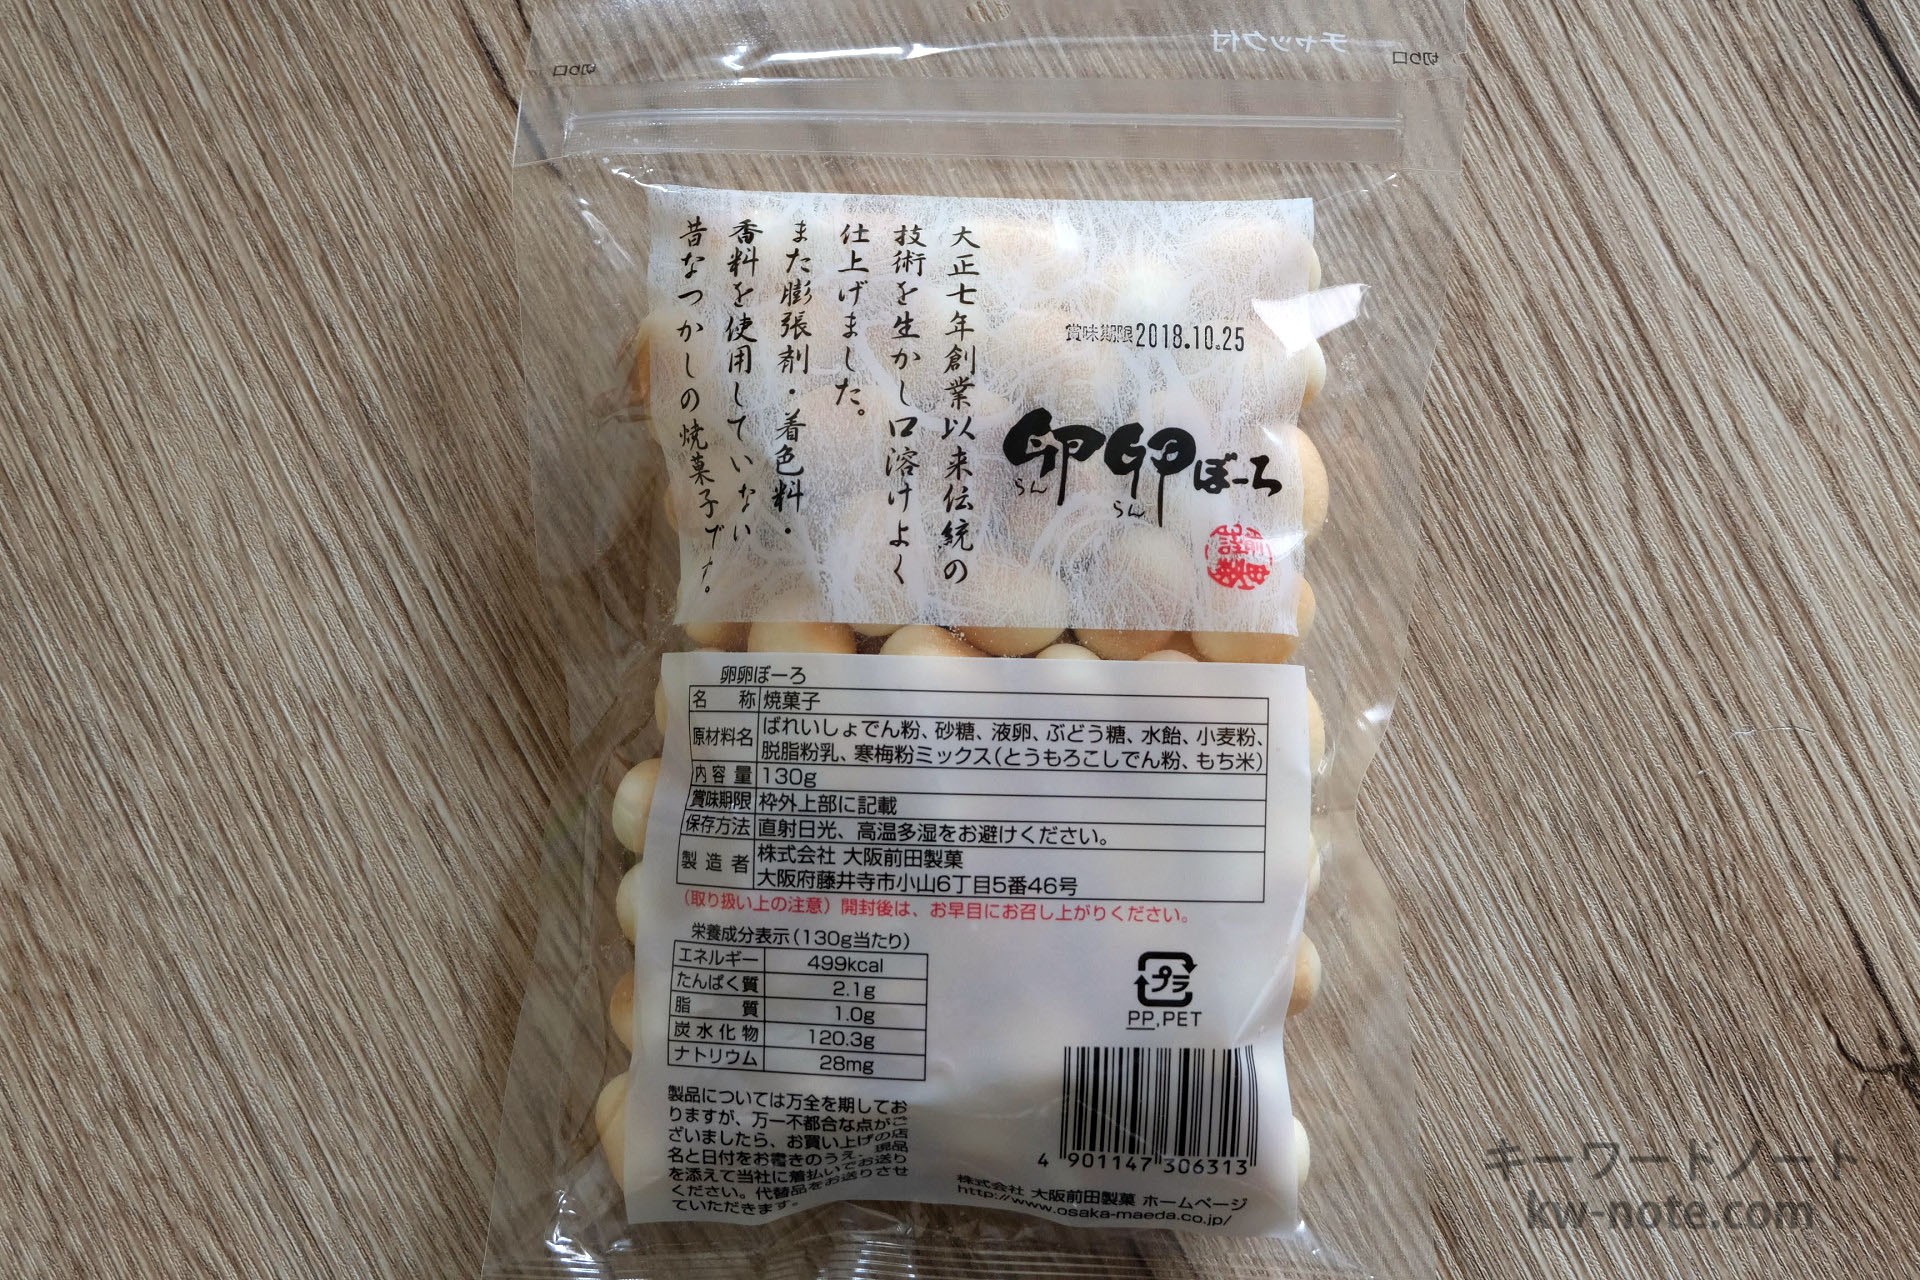 チャック付
切り口
切り口
大正七年創業以来伝統の
技術を生かし口溶けよく
仕上げました。
また膨張剤・着色料・
香料を使用していない
昔なつかしの焼菓子です。
賞味期限2018.10.25
卵卵ぼーろ
らん
らん
卵卵ぼーろ
名称 焼菓子
原材料名 ばれいしょでん粉、砂糖、液卵、ぶどう糖、水飴、小麦粉、
脱脂粉乳、寒梅粉ミックス(とうもろこしでん粉、もち米)
内容量 130g
賞味期限 枠外上部に記載
保存方法 直射日光、高温多湿をお避けください。
製造者 株式会社 大阪前田製菓
大阪府藤井寺市小山6丁目5番46号
(取り扱い上の注意)開封後は、お早目にお召し上がりください。
栄養成分表示(130g当たり)
エネルギー 499kcal
たんぱく質 2.1g
脂質 1.0g
炭水化物 120.3g
ナトリウム 28mg
プラ
PP,PET
製品については万全を期してお
りますが、万一不都合な点がご
ざいましたら、お買い上げの店
名と日付をお書きのうえ、現品
を添えて当社に着払いでお送り
ください。代替品をお送りさせ
ていただきます。
4 901147 306313
株式会社 大阪前田製菓 ホームページ
http://www.osaka-maeda.co.jp/
キーワードノート
kw-note.com